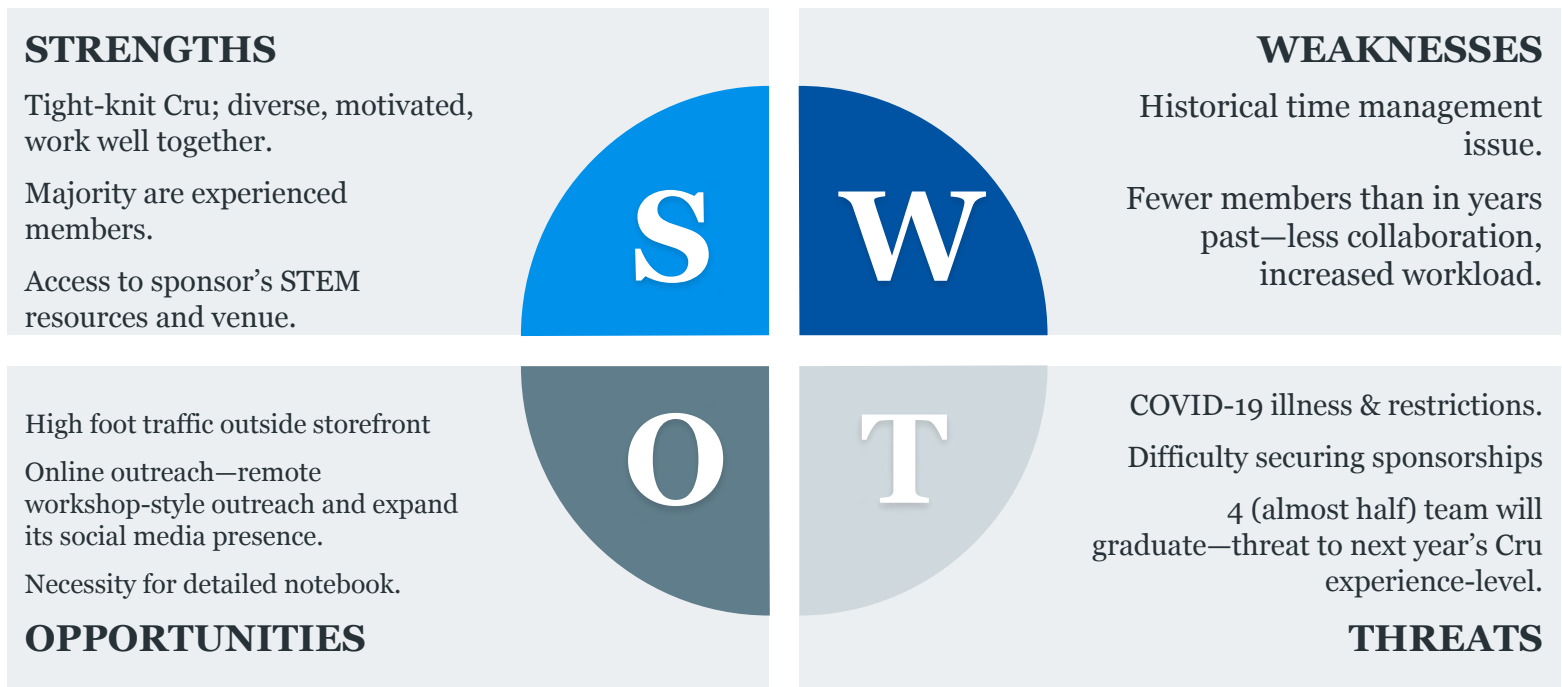 STRENGTHS
Tight-knit Cru; diverse, motivated,
work well together.
Majority are experienced
members.
Access to sponsor’s STEM
resources and venue.
S
WEAKNESSES
Historical time management
issue.
Fewer members than in years
past—less collaboration,
increased workload.
W
High foot traffic outside storefront
Online outreach—remote
workshop-style outreach and expand
its social media presence.
Necessity for detailed notebook.
OPPORTUNITIES
O
COVID-19 illness & restrictions.
Difficulty securing sponsorships
4 (almost half) team will
graduate—threat to next year’s Cru
experience-level.
THREATS
T